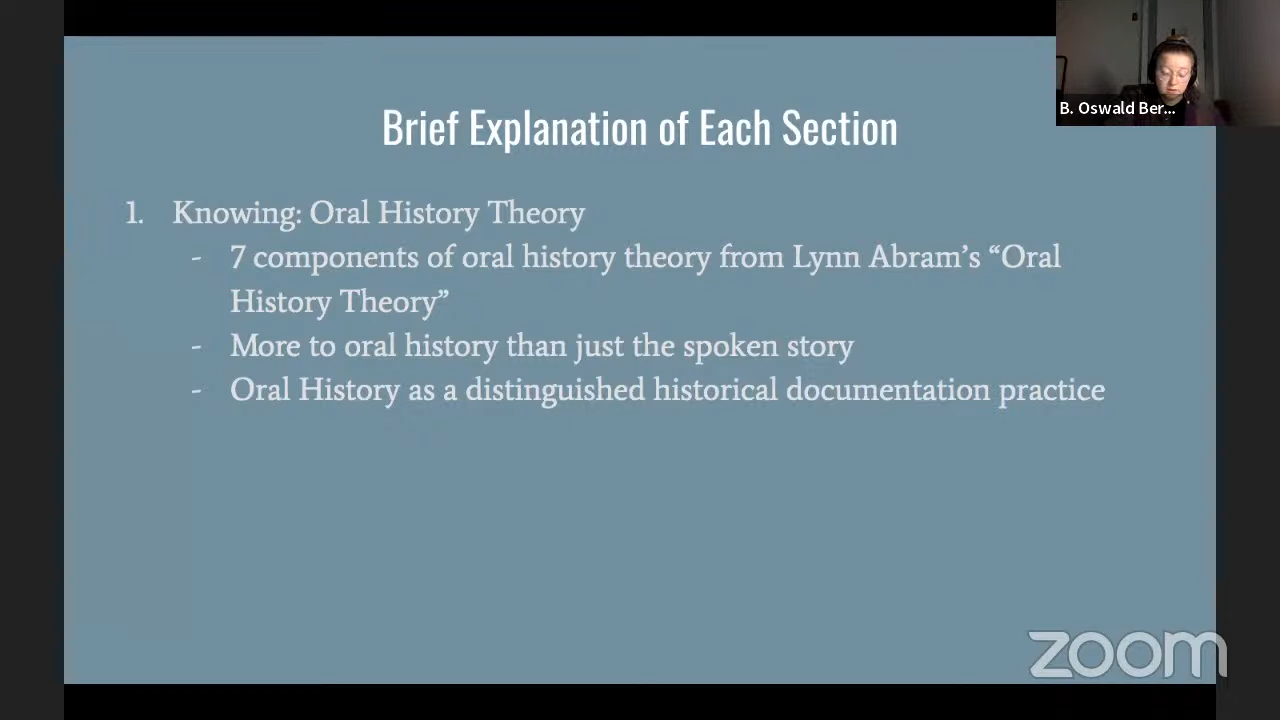 B. Oswald Ber...
Brief Explanation of Each Section
1. Knowing: Oral History Theory
- 7 components of oral history theory from Lynn Abram’s “Oral
History Theory”
- More to oral history than just the spoken story
- Oral History as a distinguished historical documentation practice
zoom